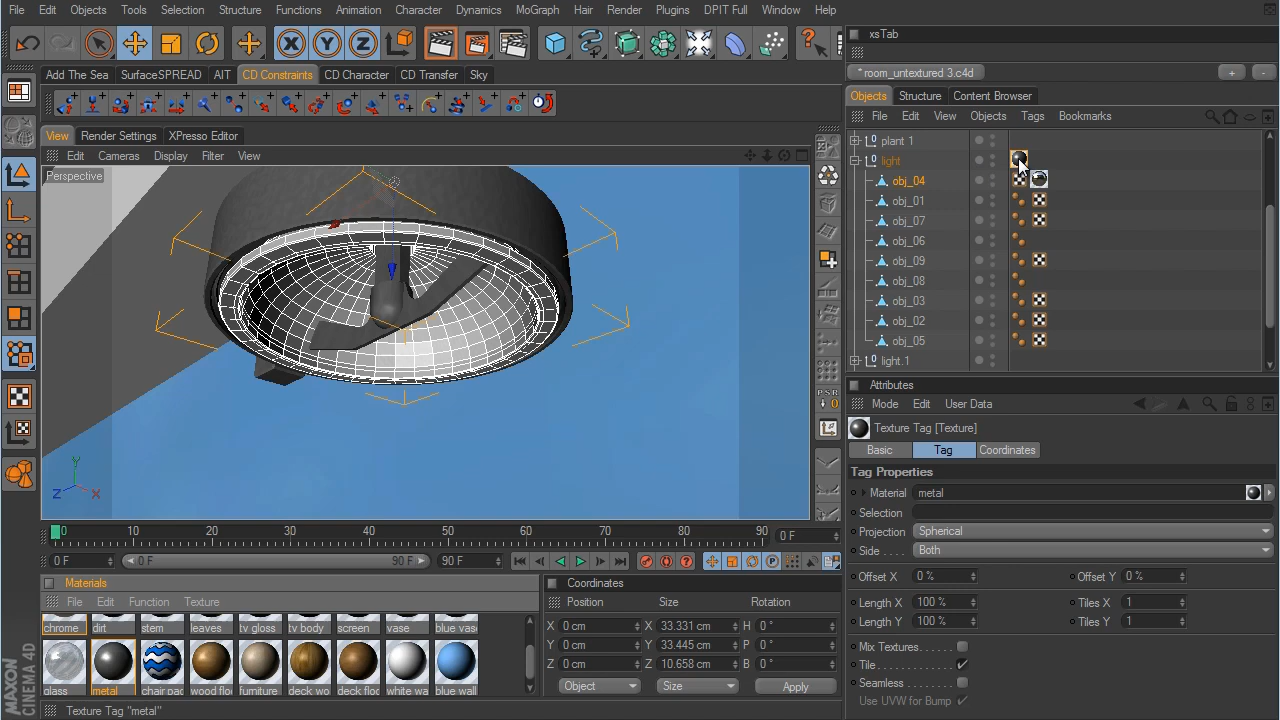 File Edit Objects Tools Selection Structure Functions Animation Character Dynamics MoGraph Hair Render Plugins DPIT Full Window Help
xsTab
* room_untextured 3.c4d + -
Add The Sea SurfaceSPREAD AIT CD Constraints CD Character CD Transfer Sky
Objects Structure Content Browser
File Edit View Objects Tags Bookmarks
View Render Settings XPresso Editor
Edit Cameras Display Filter View
Perspective
plant 1
light
obj_04
obj_01
obj_07
obj_06
obj_09
obj_08
obj_03
obj_02
obj_05
light.1
Attributes
Mode Edit User Data
Texture Tag [Texture]
Basic Tag Coordinates
Tag Properties
Material metal
Selection
Projection Spherical
Side . . . . Both
Offset X 0 % Offset Y 0 %
Length X 100 % Tiles X 1
Length Y 100 % Tiles Y 1
Mix Textures
Tile
Seamless
Use UVW for Bump
P S R
0
Y
Z X
0 10 20 30 40 50 60 70 80 90 0 F
0 F 0 F 90 F 90 F
Materials
File Edit Function Texture
chrome dirt stem leaves tv gloss tv body screen vase blue vas
glass metal chair pac wood floo furniture deck wo deck floo white wa blue wall
Coordinates
Position Size Rotation
X 0 cm X 33.331 cm H 0 °
Y 0 cm Y 33.445 cm P 0 °
Z 0 cm Z 10.658 cm B 0 °
Object Size Apply
MAXON
CINEMA 4D
Texture Tag "metal"